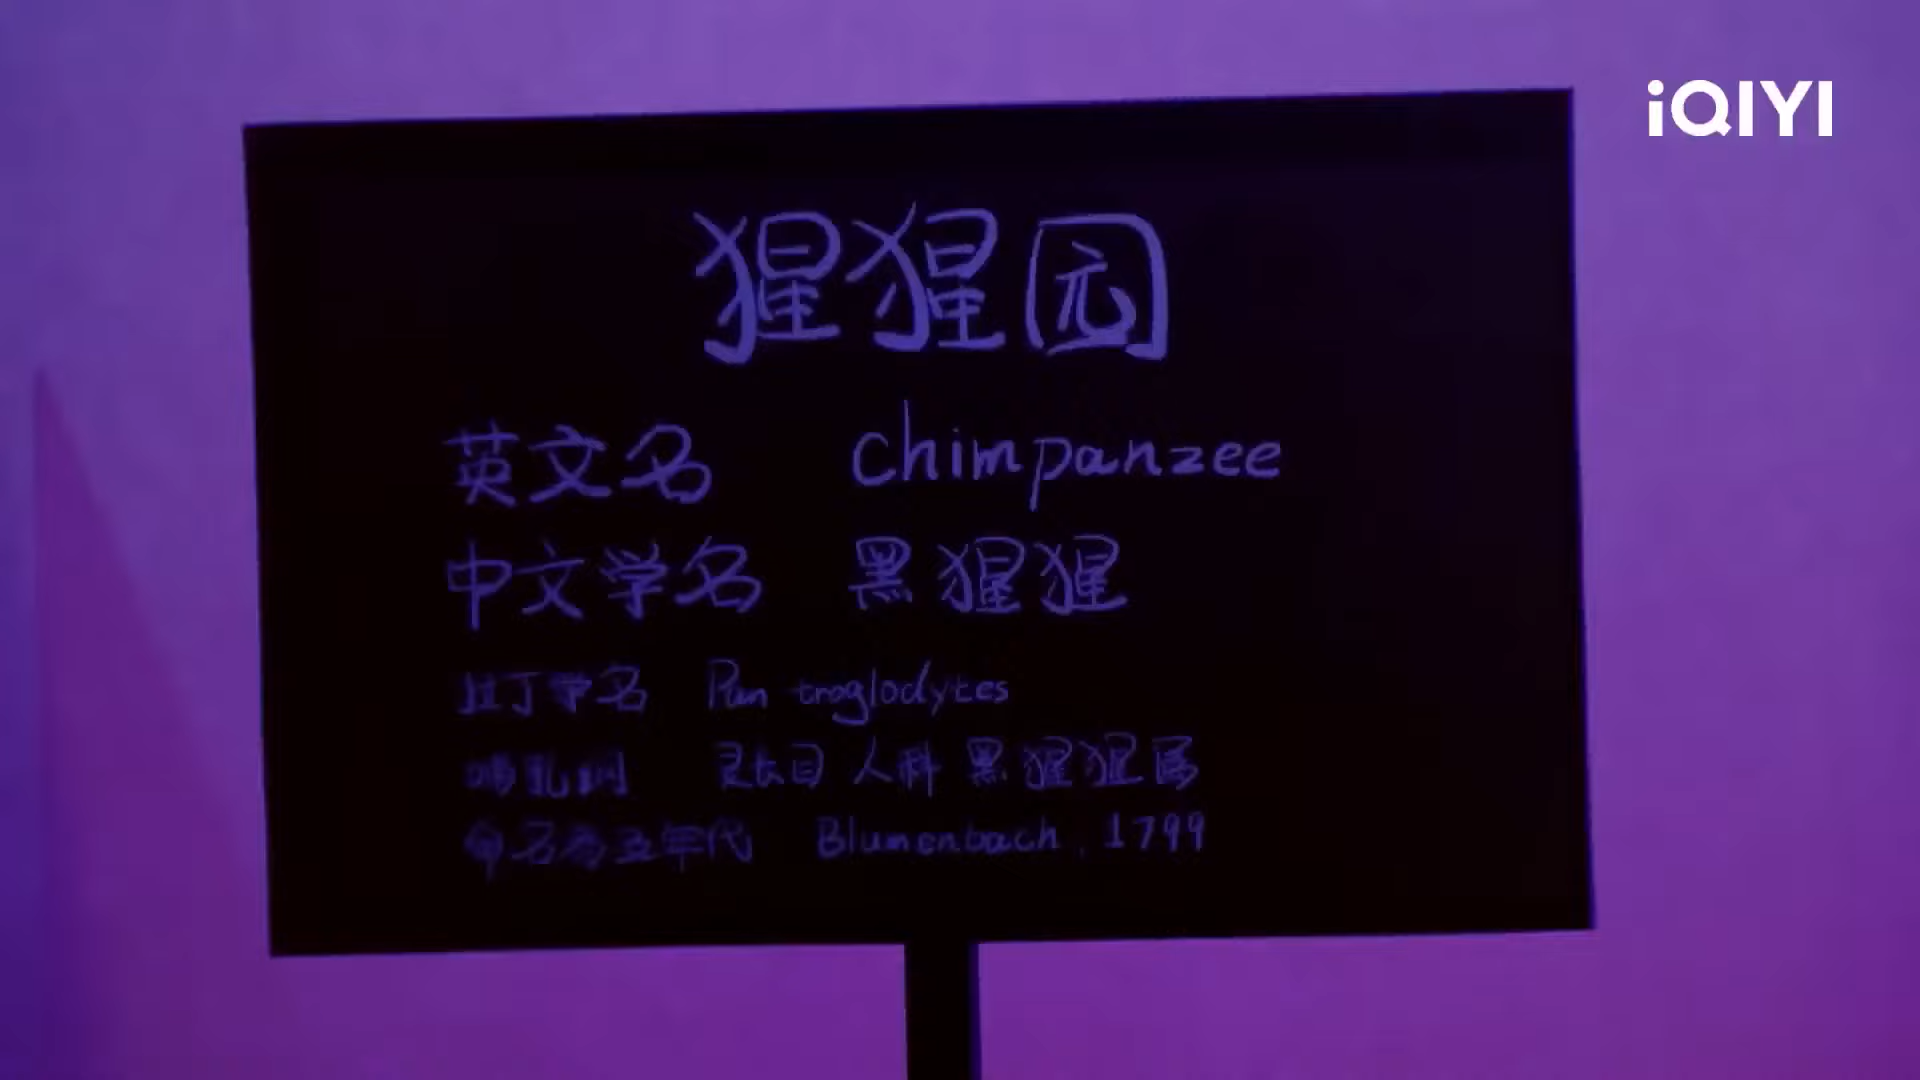 iQIYI
猩猩园
英文名 chimpanzee
中文学名 黑猩猩
拉丁学名 Pan troglodytes
哺乳纲 灵长目 人科 黑猩猩属
命名者及年代 Blumenbach, 1799